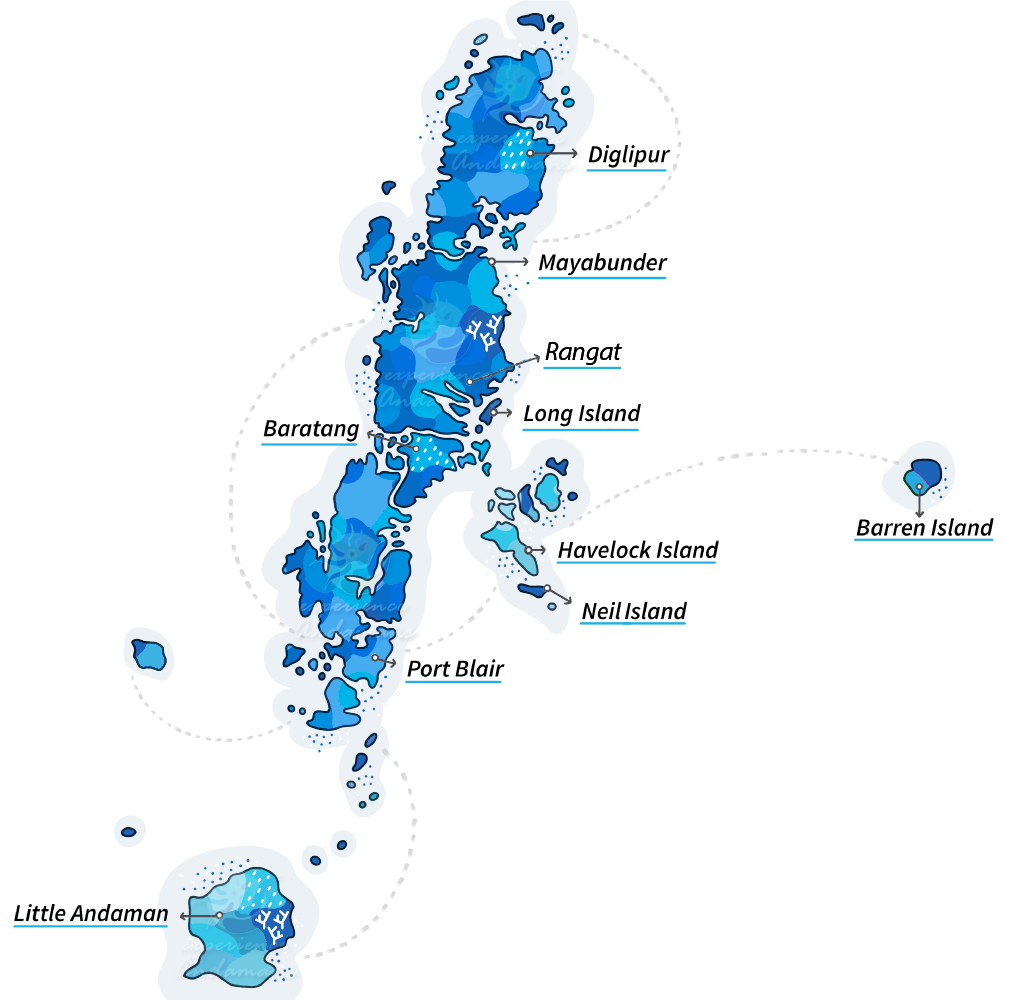 Diglipur
Mayabunder
Rangat
Long Island
Baratang
Barren Island
Havelock Island
Neil Island
Port Blair
Little Andaman